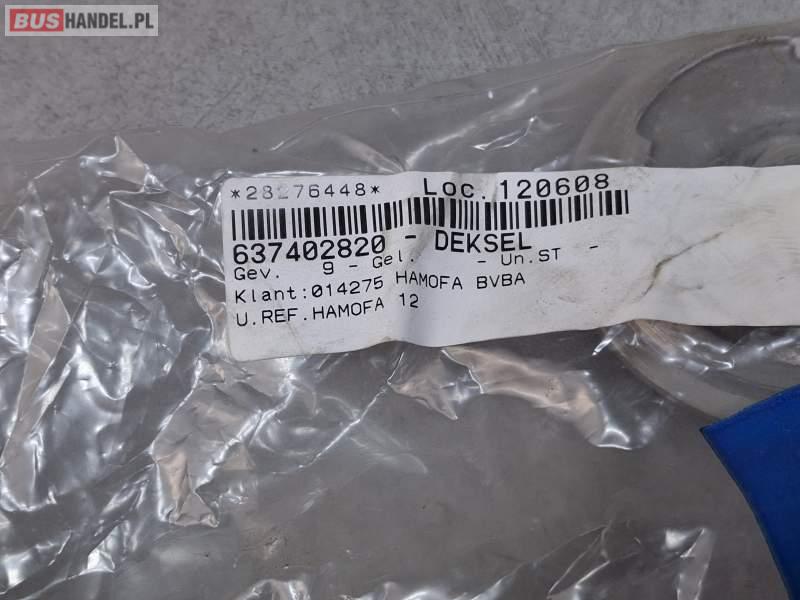 BUSHANDEL.PL
*28276448* Loc.120608
637402820 - DEKSEL
Gev. 9 - Gel. - Un.ST -
Klant:014275 HAMOFA BVBA
U.REF.HAMOFA 12